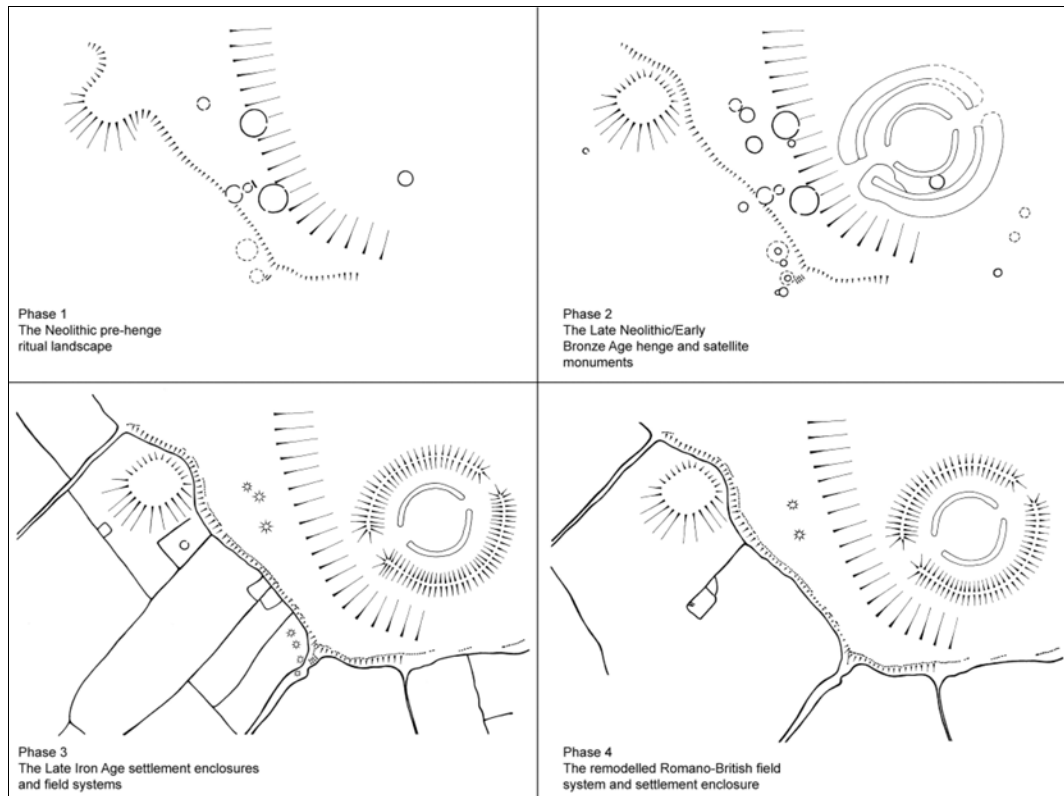 Phase 1
The Neolithic pre-henge
ritual landscape
Phase 2
The Late Neolithic/Early
Bronze Age henge and satellite
monuments
Phase 3
The Late Iron Age settlement enclosures
and field systems
Phase 4
The remodelled Romano-British field
system and settlement enclosure